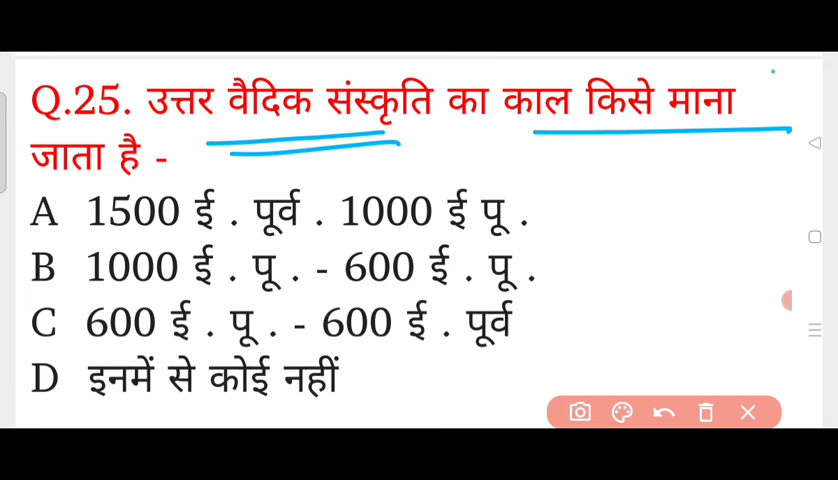 Q.25. उत्तर वैदिक संस्कृति का काल किसे माना
जाता है -
A 1500 ई . पूर्व . 1000 ई पू .
B 1000 ई . पू . - 600 ई . पू .
C 600 ई . पू . - 600 ई . पूर्व
D इनमें से कोई नहीं